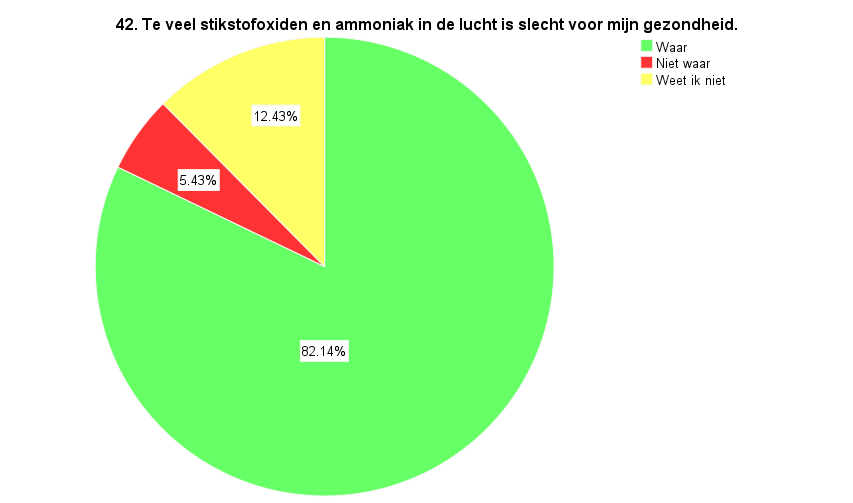 42. Te veel stikstofoxiden en ammoniak in de lucht is slecht voor mijn gezondheid.
Waar
Niet waar
Weet ik niet
12.43%
5.43%
82.14%